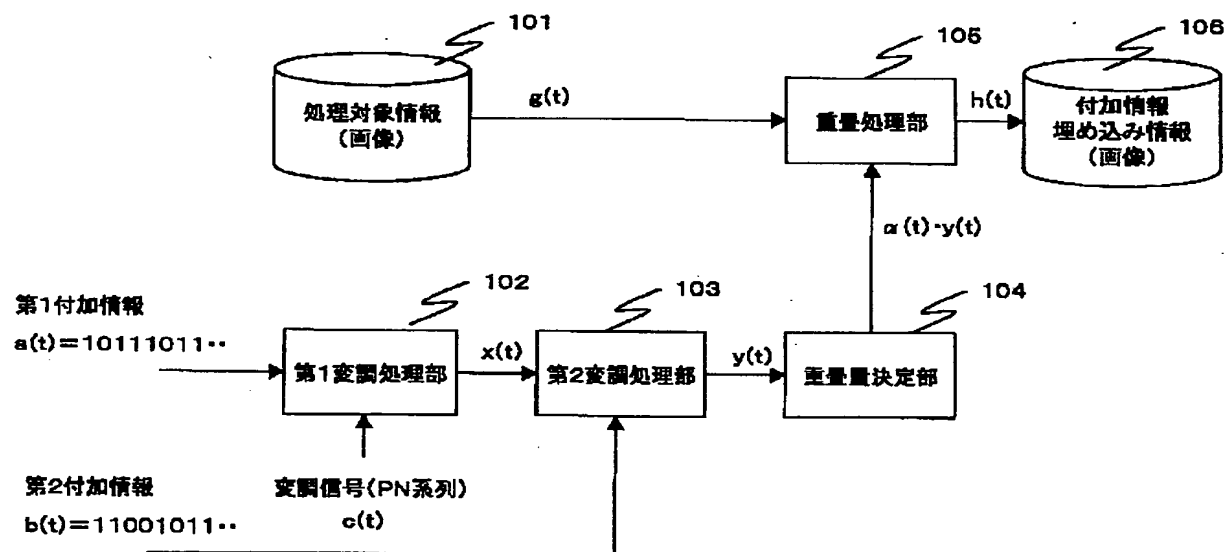 101
106
105
処理対象情報
(画像)
g(t)
重畳処理部
h(t)
付加情報
埋め込み情報
(画像)
α(t)・y(t)
102
103
104
第1付加情報
a(t)=10111011‥
第1変調処理部
x(t)
第2変調処理部
y(t)
重畳量決定部
第2付加情報
b(t)=11001011‥
変調信号(PN系列)
c(t)